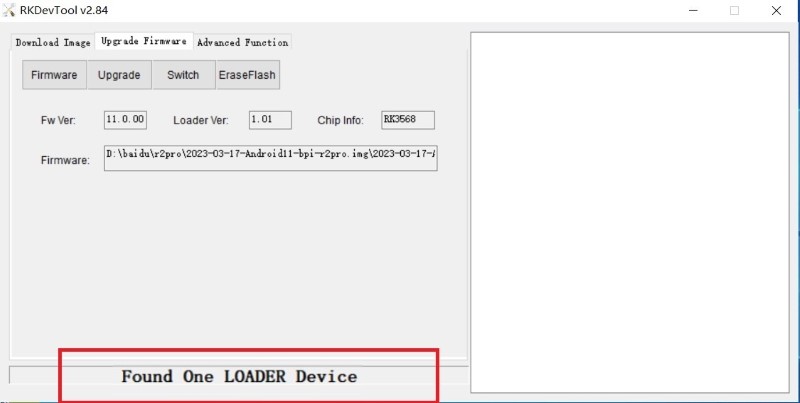 RKDevTool v2.84
Download Image Upgrade Firmware Advanced Function
Firmware Upgrade Switch EraseFlash
Fw Ver: 11.0.00 Loader Ver: 1.01 Chip Info: RK3568
Firmware: D:\baidu\r2pro\2023-03-17-Android11-bpi-r2pro.img\2023-03-17-A
Found One LOADER Device